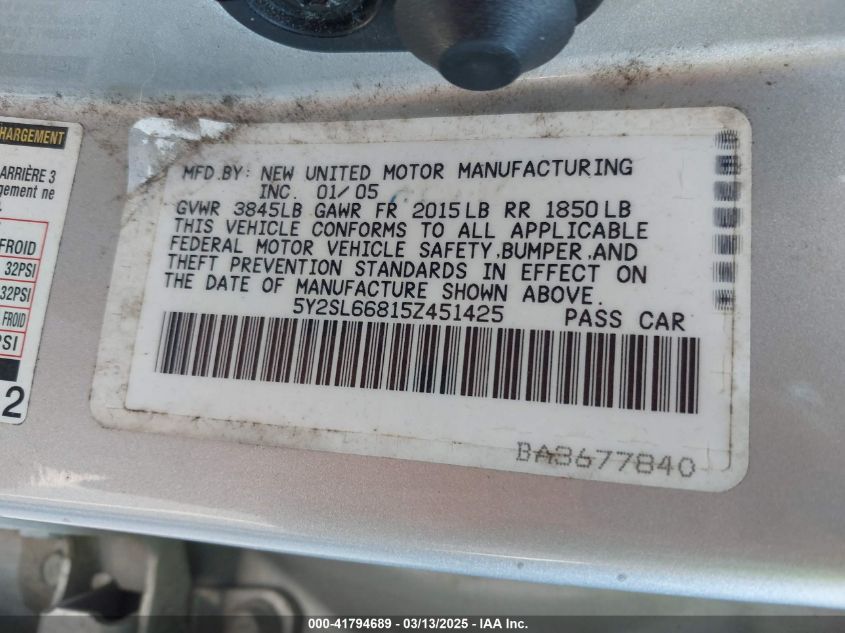 CHARGEMENT
ARRIÈRE 3
gement ne
FROID
32PSI
32PSI
FROID
PSI
2
MFD.BY: NEW UNITED MOTOR MANUFACTURING
INC. 01/05
GVWR 3845LB GAWR FR 2015LB RR 1850LB
THIS VEHICLE CONFORMS TO ALL APPLICABLE
FEDERAL MOTOR VEHICLE SAFETY,BUMPER,AND
THEFT PREVENTION STANDARDS IN EFFECT ON
THE DATE OF MANUFACTURE SHOWN ABOVE.
5Y2SL66815Z451425 PASS CAR
BA3677840
000-41794689 - 03/13/2025 - IAA Inc.